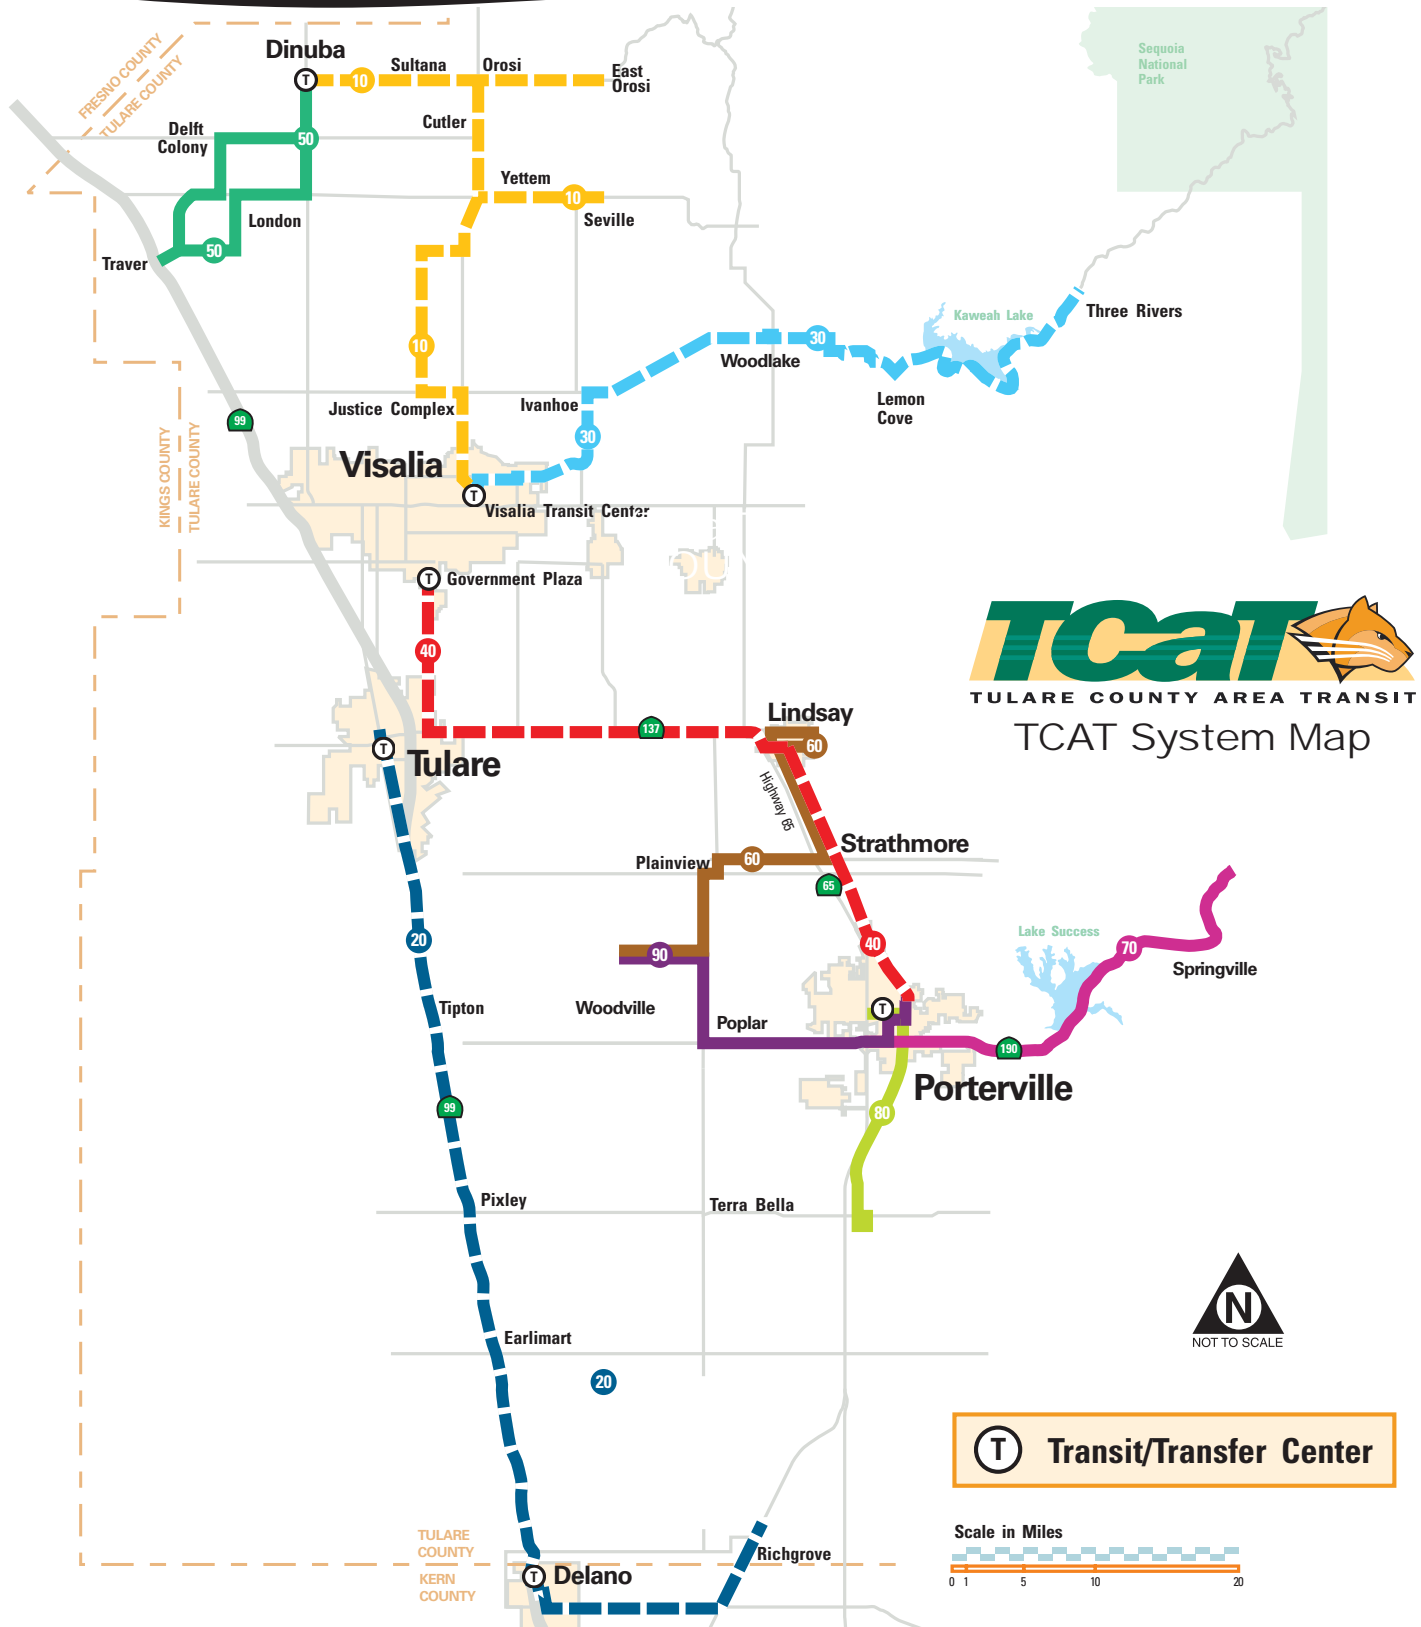 FRESNO COUNTY
TULARE COUNTY
Dinuba
T
10
Sultana
Orosi
East
Orosi
Sequoia
National
Park
Cutler
Delft
Colony
50
Yettem
10
Seville
London
50
Traver
10
Kaweah Lake
Three Rivers
30
Woodlake
Lemon
Cove
Justice Complex
Ivanhoe
99
30
KINGS COUNTY
TULARE COUNTY
Visalia
T
Visalia Transit Center
OUN
T
Government Plaza
40
TCaT
TULARE COUNTY AREA TRANSIT
TCAT System Map
Lindsay
137
60
T
Tulare
Highway 65
Strathmore
Plainview
60
65
20
90
40
Lake Success
70
Springville
Tipton
Woodville
T
Poplar
190
Porterville
99
80
Pixley
Terra Bella
N
NOT TO SCALE
Earlimart
20
T
Transit/Transfer Center
TULARE
COUNTY
KERN
COUNTY
T
Delano
Richgrove
Scale in Miles
0 1 5 10 20